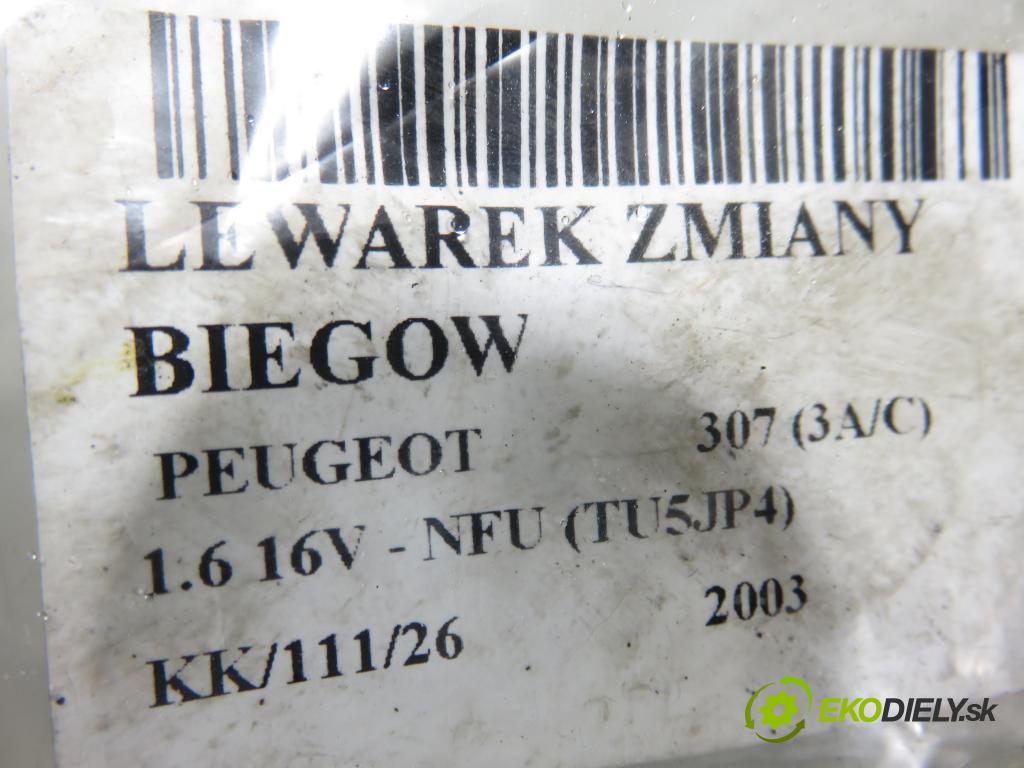 LEWAREK ZMIANY
BIEGOW
PEUGEOT 307 (3A/C)
1.6 16V - NFU (TU5JP4)
KK/111/26 2003
EKODIELY.sk